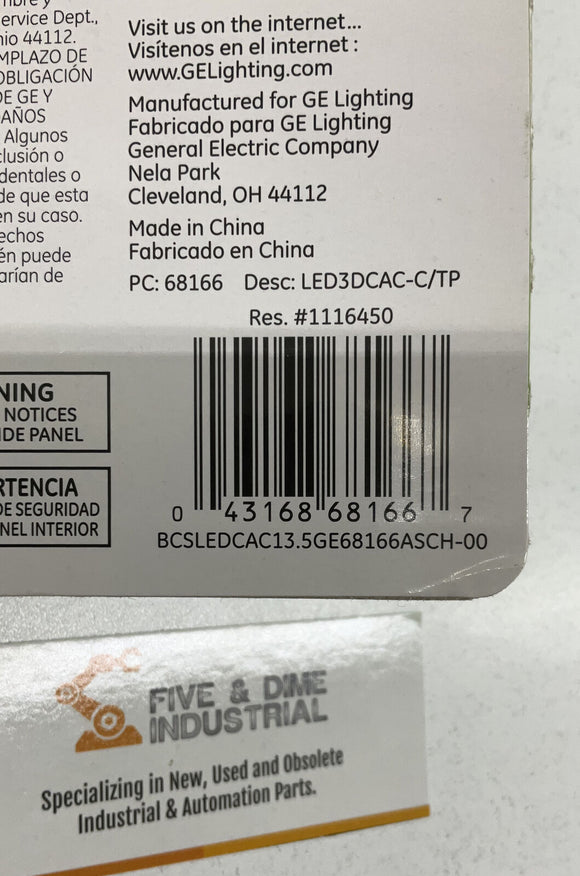 ervice Dept.,
nio 44112.
MPLAZO DE
OBLIGACIÓN
DE GE Y
DAÑOS
Algunos
clusión o
dentales o
de que esta
en su caso.
echos
én puede
arían de
Visit us on the internet...
Visítenos en el internet :
www.GELighting.com
Manufactured for GE Lighting
Fabricado para GE Lighting
General Electric Company
Nela Park
Cleveland, OH 44112
Made in China
Fabricado en China
PC: 68166 Desc: LED3DCAC-C/TP
Res. #1116450
NING
NOTICES
IDE PANEL
RTENCIA
DE SEGURIDAD
NEL INTERIOR
0 43168 68166 7
BCSLEDCAC13.5GE68166ASCH-00
FIVE & DIME
INDUSTRIAL
Specializing in New, Used and Obsolete
Industrial & Automation Parts.